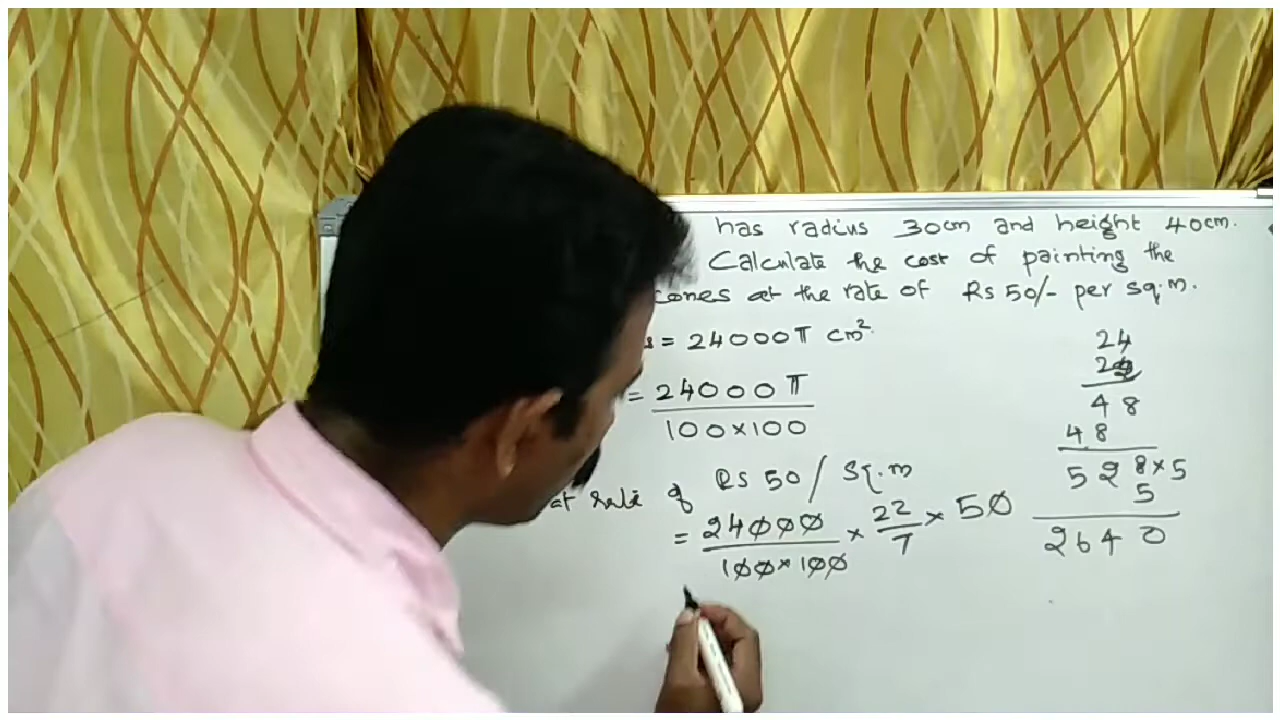 has radius 30cm and height 40cm.
Calculate the cost of painting the
cones at the rate of Rs 50/- per sq.m.
= 24000π cm²
= 24000π
100×100
at rate of Rs 50/Sq.m
= 24000 × 22 × 50
100×100 7
24
22
48
48
528×5
5
2640